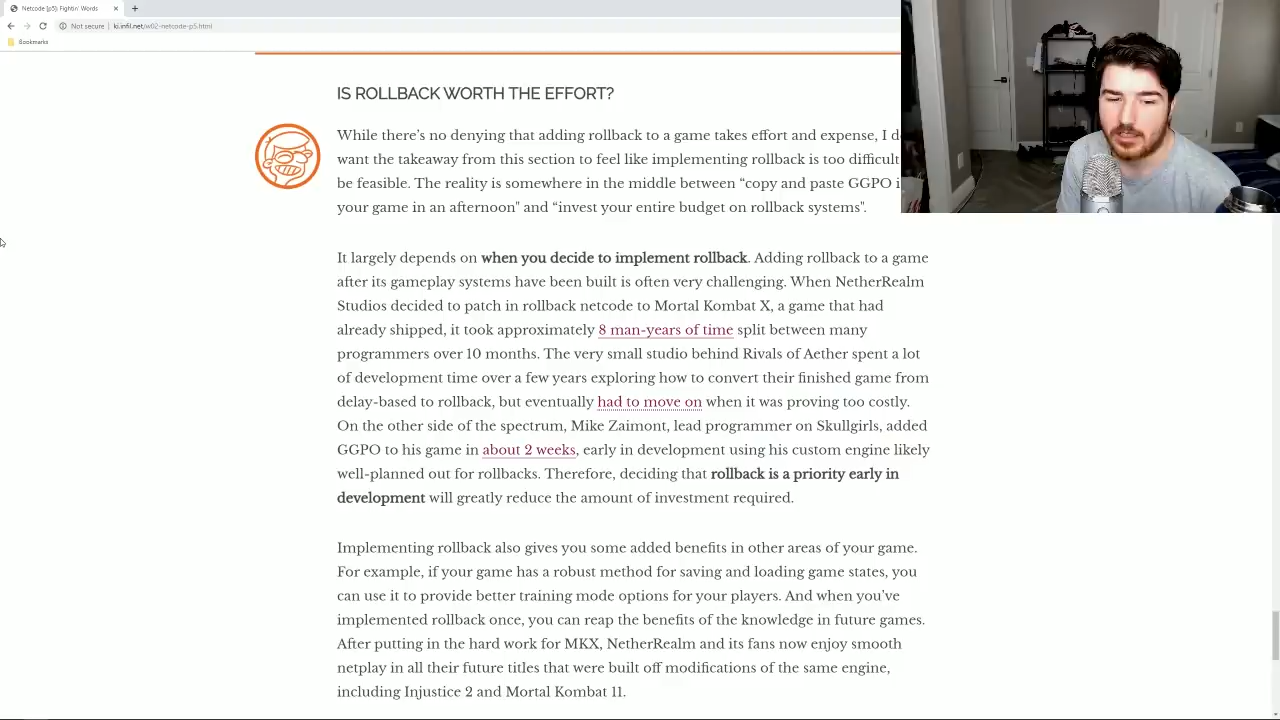 Netcode [p5]: Fightin' Words
Not secure
ki.infil.net/w02-netcode-p5.html
Bookmarks
IS ROLLBACK WORTH THE EFFORT?
While there's no denying that adding rollback to a game takes effort and expense, I
want the takeaway from this section to feel like implementing rollback is too difficult
be feasible. The reality is somewhere in the middle between “copy and paste GGPO
your game in an afternoon" and “invest your entire budget on rollback systems".
It largely depends on when you decide to implement rollback. Adding rollback to a game
after its gameplay systems have been built is often very challenging. When NetherRealm
Studios decided to patch in rollback netcode to Mortal Kombat X, a game that had
already shipped, it took approximately 8 man-years of time split between many
programmers over 10 months. The very small studio behind Rivals of Aether spent a lot
of development time over a few years exploring how to convert their finished game from
delay-based to rollback, but eventually had to move on when it was proving too costly.
On the other side of the spectrum, Mike Zaimont, lead programmer on Skullgirls, added
GGPO to his game in about 2 weeks, early in development using his custom engine likely
well-planned out for rollbacks. Therefore, deciding that rollback is a priority early in
development will greatly reduce the amount of investment required.
Implementing rollback also gives you some added benefits in other areas of your game.
For example, if your game has a robust method for saving and loading game states, you
can use it to provide better training mode options for your players. And when you've
implemented rollback once, you can reap the benefits of the knowledge in future games.
After putting in the hard work for MKX, NetherRealm and its fans now enjoy smooth
netplay in all their future titles that were built off modifications of the same engine,
including Injustice 2 and Mortal Kombat 11.